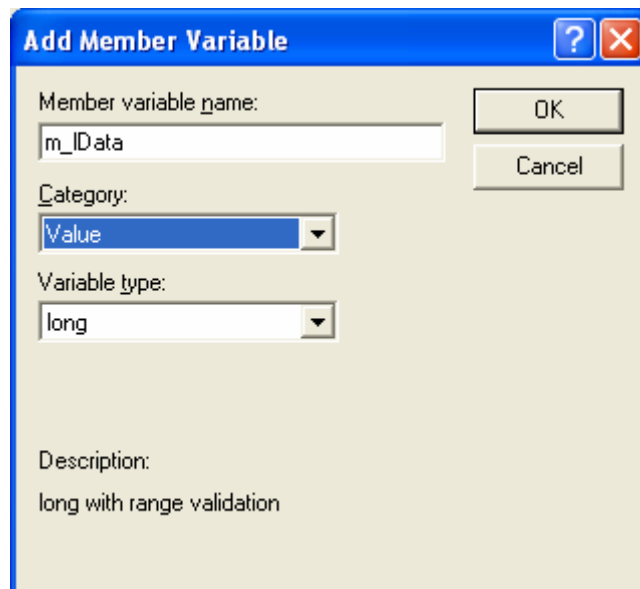 Add Member Variable
?
Member variable name:
OK
m_lData
Cancel
Category:
Value
Variable type:
long
Description:
long with range validation